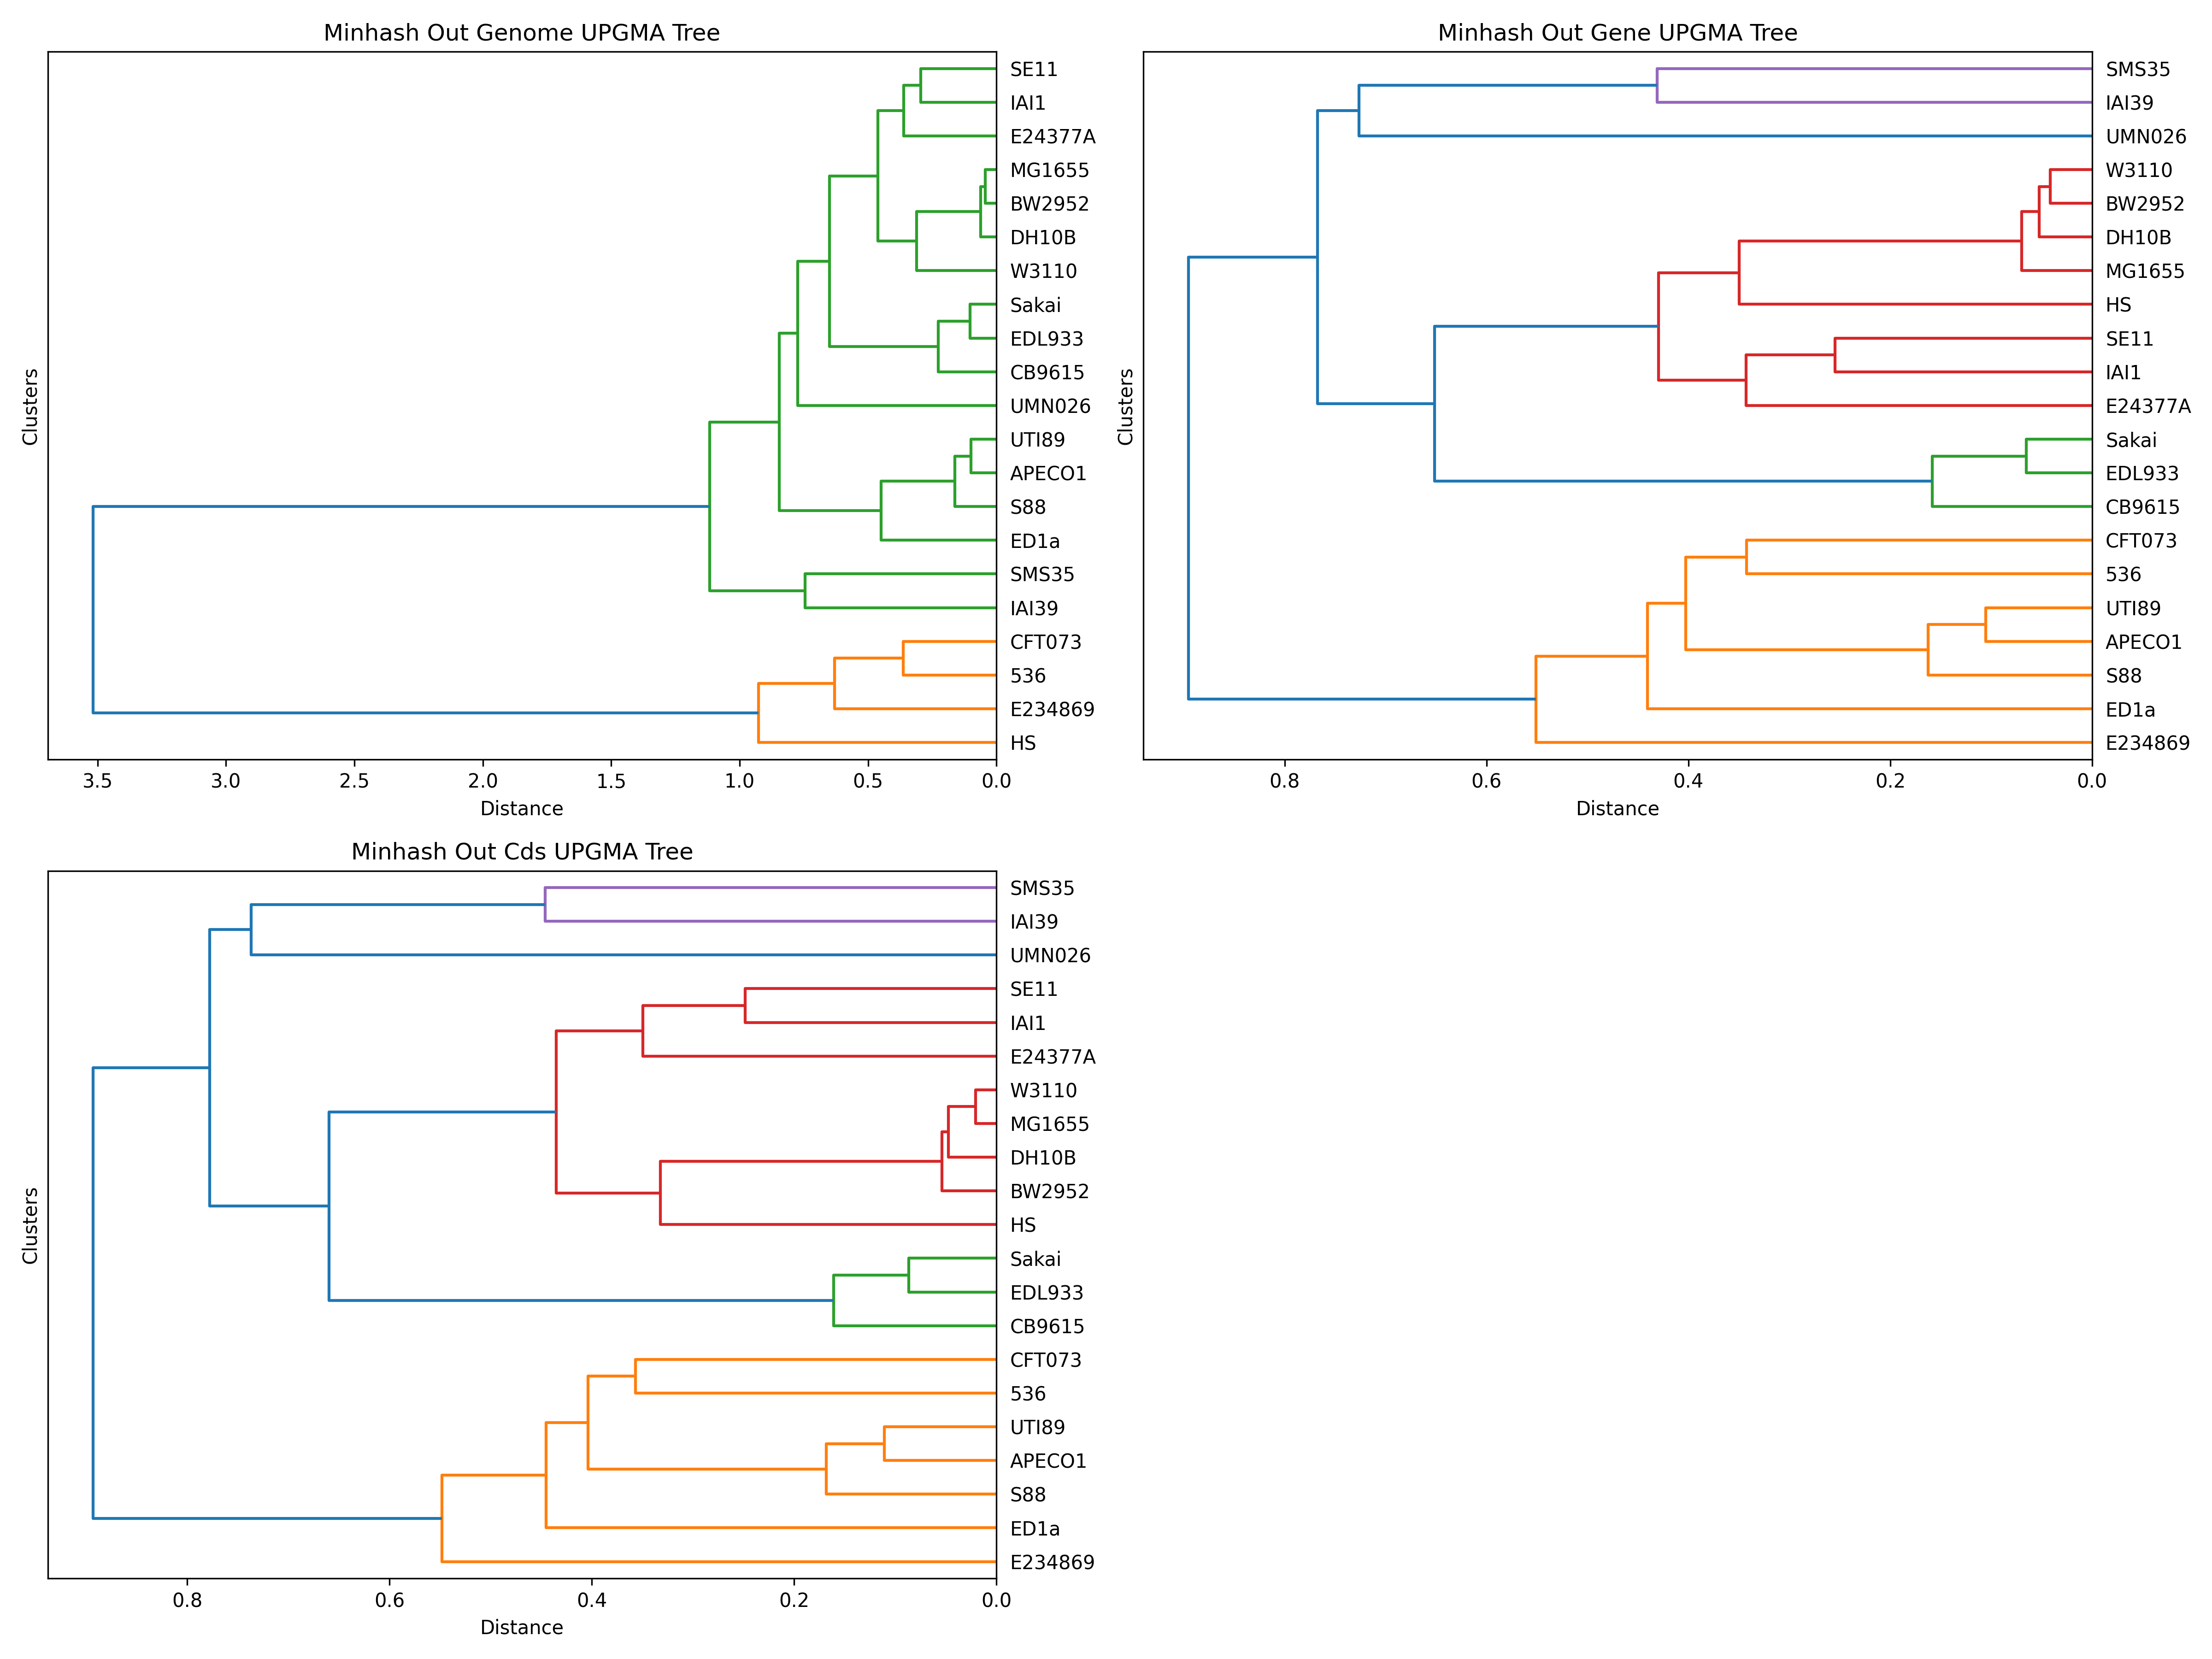 Minhash Out Genome UPGMA Tree
Clusters
SE11
IAI1
E24377A
MG1655
BW2952
DH10B
W3110
Sakai
EDL933
CB9615
UMN026
UTI89
APECO1
S88
ED1a
SMS35
IAI39
CFT073
536
E234869
HS
3.5 3.0 2.5 2.0 1.5 1.0 0.5 0.0
Distance
Minhash Out Gene UPGMA Tree
Clusters
SMS35
IAI39
UMN026
W3110
BW2952
DH10B
MG1655
HS
SE11
IAI1
E24377A
Sakai
EDL933
CB9615
CFT073
536
UTI89
APECO1
S88
ED1a
E234869
0.8 0.6 0.4 0.2 0.0
Distance
Minhash Out Cds UPGMA Tree
Clusters
SMS35
IAI39
UMN026
SE11
IAI1
E24377A
W3110
MG1655
DH10B
BW2952
HS
Sakai
EDL933
CB9615
CFT073
536
UTI89
APECO1
S88
ED1a
E234869
0.8 0.6 0.4 0.2 0.0
Distance